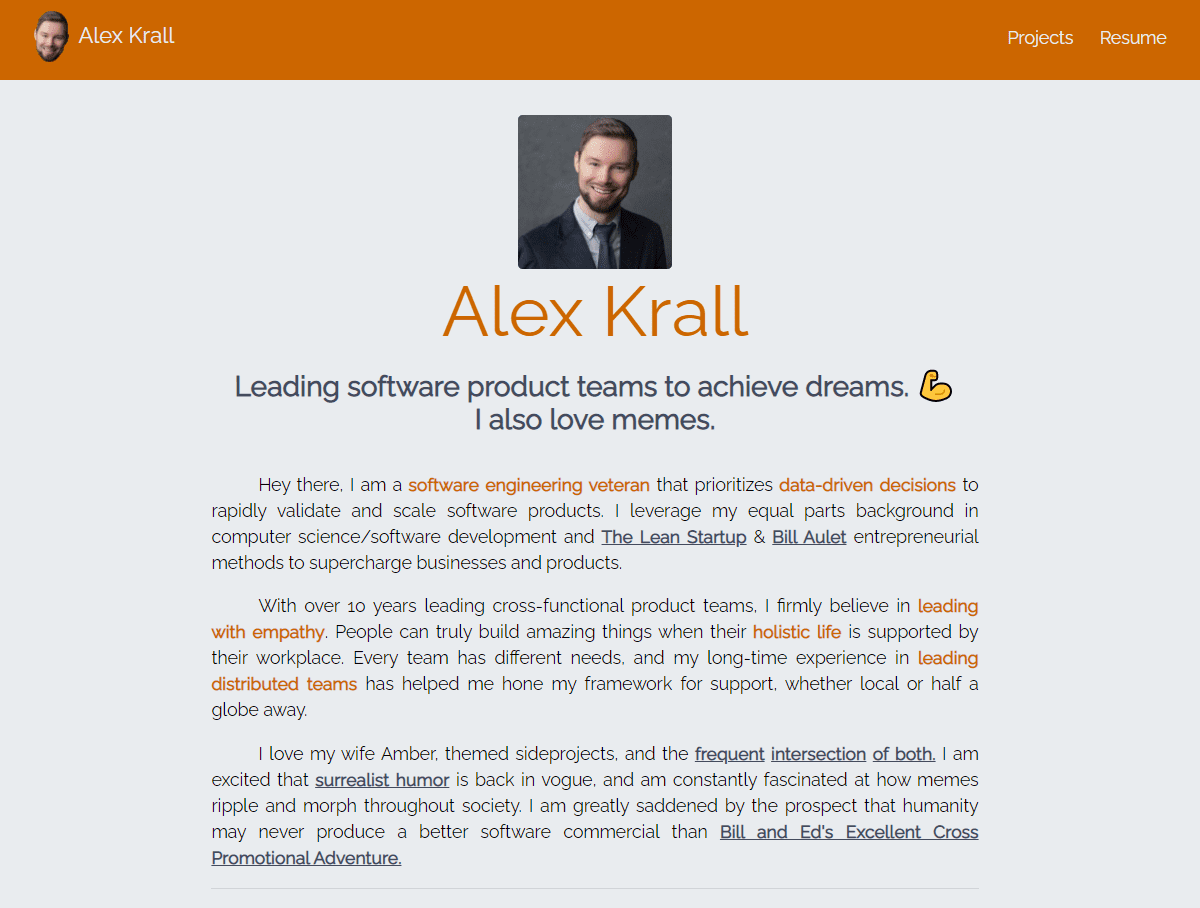 Alex Krall
Projects
Resume
Alex Krall
Leading software product teams to achieve dreams. 💪
I also love memes.
Hey there, I am a software engineering veteran that prioritizes data-driven decisions to
rapidly validate and scale software products. I leverage my equal parts background in
computer science/software development and The Lean Startup & Bill Aulet entrepreneurial
methods to supercharge businesses and products.
With over 10 years leading cross-functional product teams, I firmly believe in leading
with empathy. People can truly build amazing things when their holistic life is supported by
their workplace. Every team has different needs, and my long-time experience in leading
distributed teams has helped me hone my framework for support, whether local or half a
globe away.
I love my wife Amber, themed sideprojects, and the frequent intersection of both. I am
excited that surrealist humor is back in vogue, and am constantly fascinated at how memes
ripple and morph throughout society. I am greatly saddened by the prospect that humanity
may never produce a better software commercial than Bill and Ed's Excellent Cross
Promotional Adventure.